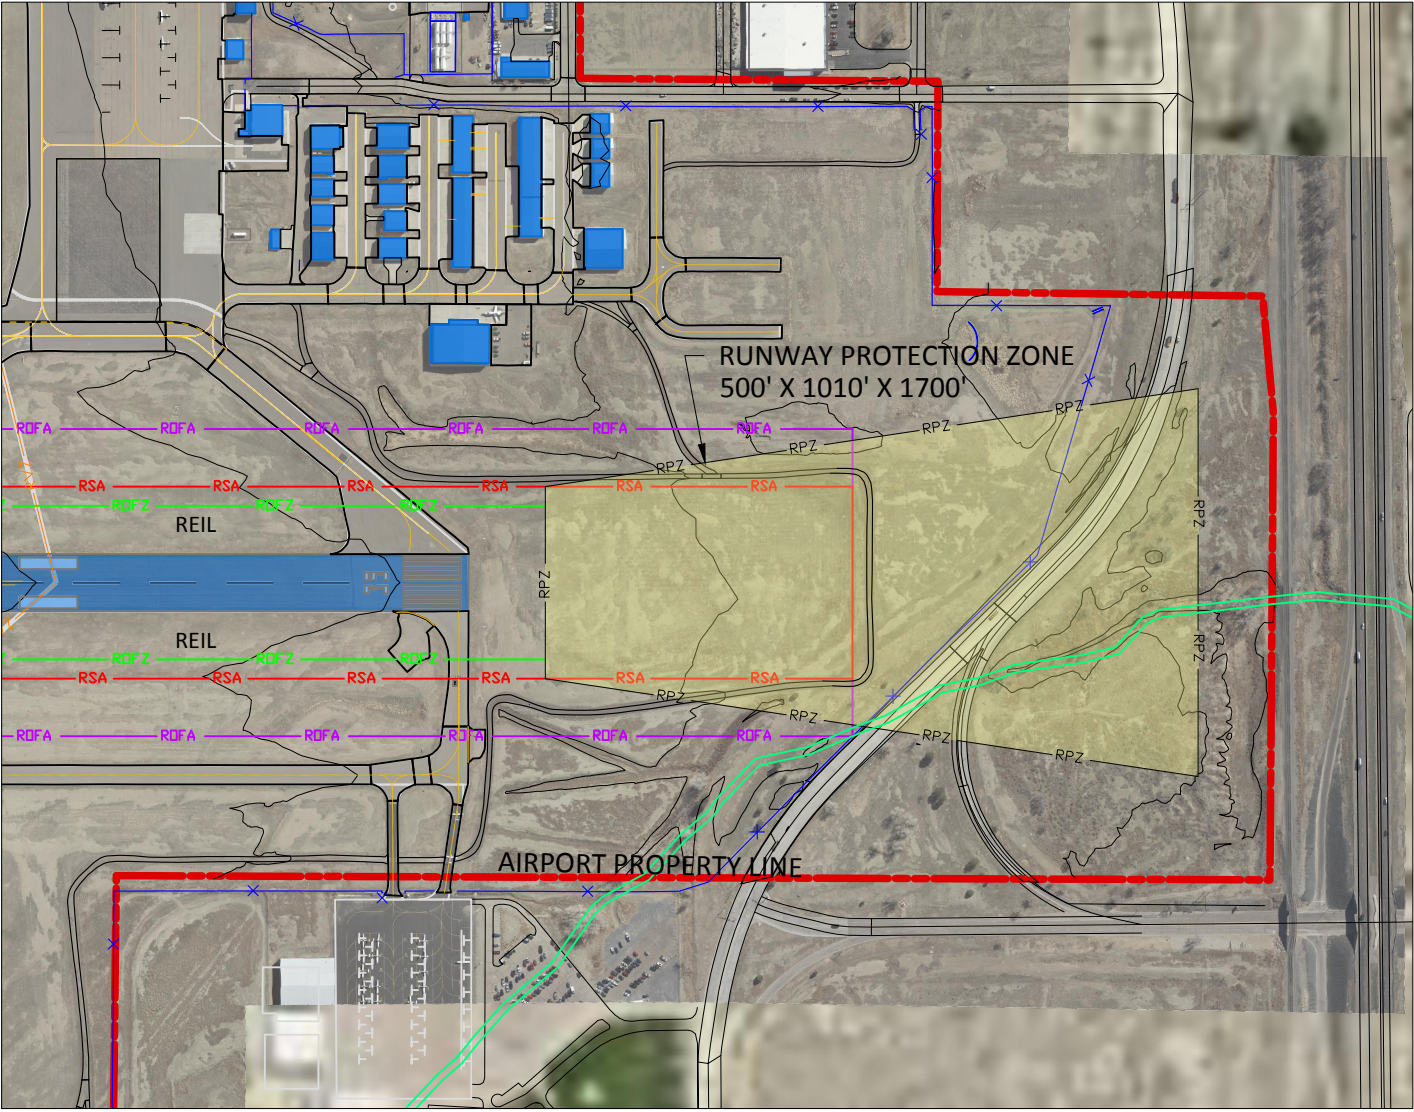 RUNWAY PROTECTION ZONE
500' X 1010' X 1700'
RPZ
ROFA ROFA ROFA ROFA ROFA ROFA
RPZ
RPZ
RPZ
RSA RSA RSA RSA RSA RSA
ROFZ ROFZ ROFZ
RPZ
REIL
RPZ
REIL
RPZ
ROFZ ROFZ ROFZ
RSA RSA RSA RSA RSA RSA
RPZ
RPZ
ROFA ROFA ROFA ROFA ROFA ROFA
RPZ
RPZ
AIRPORT PROPERTY LINE